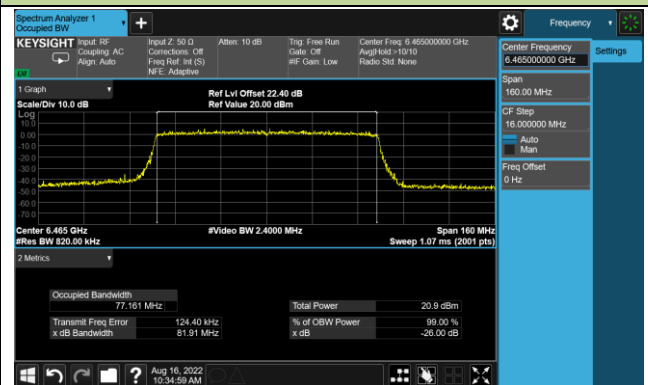 Spectrum Analyzer 1
Occupied BW
Frequency
KEYSIGHT
Input: RF
Coupling: AC
Align: Auto
Input Z: 50 Ω
Corrections: Off
Freq Ref: Int (S)
NFE: Adaptive
Atten: 10 dB
Trig: Free Run
Gate: Off
#IF Gain: Low
Center Freq: 6.465000000 GHz
Avg|Hold >10/10
Radio Std: None
Center Frequency
6.465000000 GHz
Settings
Span
160.00 MHz
CF Step
16.000000 MHz
Auto
Man
Freq Offset
0 Hz
1 Graph
Scale/Div 10.0 dB
Ref Lvl Offset 22.40 dB
Ref Value 20.00 dBm
Log
10.0
0.00
-10.0
-20.0
-30.0
-40.0
-50.0
-60.0
-70.0
Center 6.465 GHz
#Video BW 2.4000 MHz
Span 160 MHz
#Res BW 820.00 kHz
Sweep 1.07 ms (2001 pts)
2 Metrics
Occupied Bandwidth
77.161 MHz
Total Power
20.9 dBm
Transmit Freq Error
124.40 kHz
% of OBW Power
99.00 %
x dB Bandwidth
81.91 MHz
x dB
-26.00 dB
Aug 16, 2022
10:34:59 AM